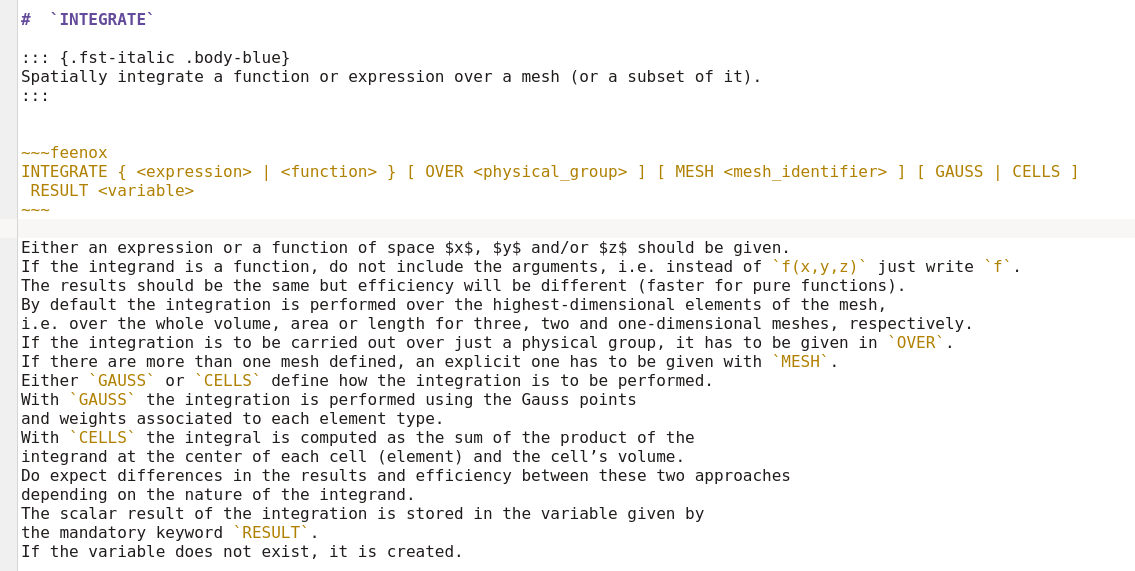 #  `INTEGRATE`
::: {.fst-italic .body-blue}
Spatially integrate a function or expression over a mesh (or a subset of it).
:::
~~~feenox
INTEGRATE { <expression> | <function> } [ OVER <physical_group> ] [ MESH <mesh_identifier> ] [ GAUSS | CELLS ]
 RESULT <variable>
~~~
Either an expression or a function of space $x$, $y$ and/or $z$ should be given.
If the integrand is a function, do not include the arguments, i.e. instead of `f(x,y,z)` just write `f`.
The results should be the same but efficiency will be different (faster for pure functions).
By default the integration is performed over the highest-dimensional elements of the mesh,
i.e. over the whole volume, area or length for three, two and one-dimensional meshes, respectively.
If the integration is to be carried out over just a physical group, it has to be given in `OVER`.
If there are more than one mesh defined, an explicit one has to be given with `MESH`.
Either `GAUSS` or `CELLS` define how the integration is to be performed.
With `GAUSS` the integration is performed using the Gauss points
and weights associated to each element type.
With `CELLS` the integral is computed as the sum of the product of the
integrand at the center of each cell (element) and the cell’s volume.
Do expect differences in the results and efficiency between these two approaches
depending on the nature of the integrand.
The scalar result of the integration is stored in the variable given by
the mandatory keyword `RESULT`.
If the variable does not exist, it is created.